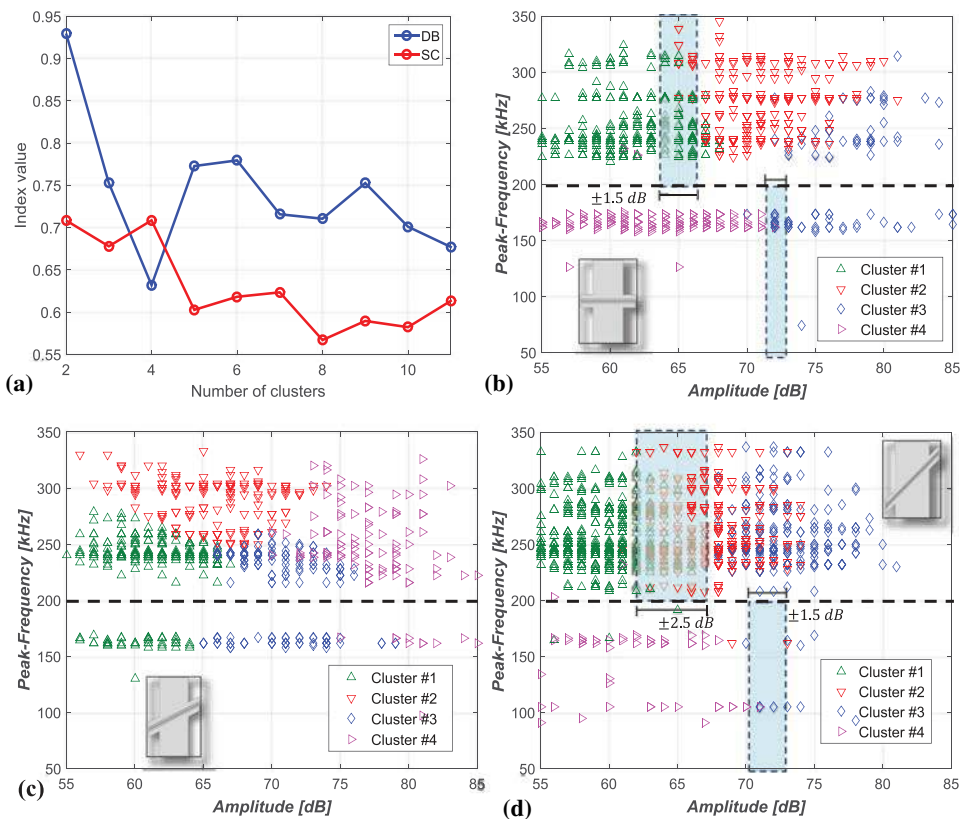 0.95
0.9
0.85
0.8
0.75
0.7
0.65
0.6
0.55
Index value
DB
SC
2
4
6
8
10
Number of clusters
(a)
350
300
250
200
150
100
50
Peak-Frequency [kHz]
±1.5 dB
Cluster #1
Cluster #2
Cluster #3
Cluster #4
55
60
65
70
75
80
85
Amplitude [dB]
(b)
350
300
250
200
150
100
50
Peak-Frequency [kHz]
Cluster #1
Cluster #2
Cluster #3
Cluster #4
55
60
65
70
75
80
85
Amplitude [dB]
(c)
350
300
250
200
150
100
50
Peak-Frequency [kHz]
±2.5 dB
±1.5 dB
Cluster #1
Cluster #2
Cluster #3
Cluster #4
55
60
65
70
75
80
85
Amplitude [dB]
(d)